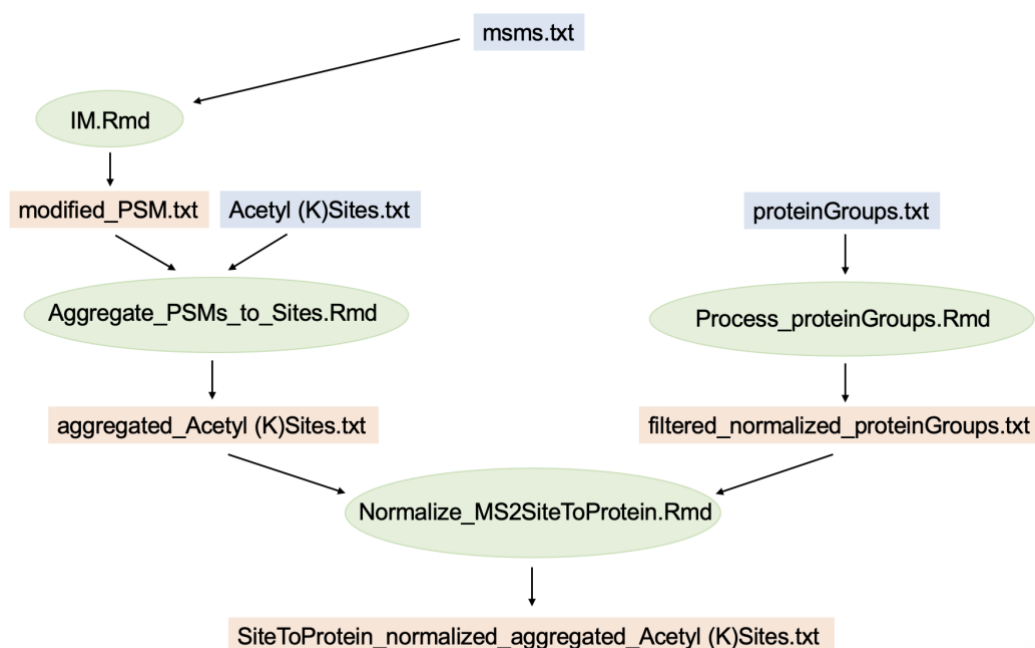 msms.txt
IM.Rmd
modified_PSM.txt
Acetyl (K)Sites.txt
proteinGroups.txt
Aggregate_PSMs_to_Sites.Rmd
Process_proteinGroups.Rmd
aggregated_Acetyl (K)Sites.txt
filtered_normalized_proteinGroups.txt
Normalize_MS2SiteToProtein.Rmd
SiteToProtein_normalized_aggregated_Acetyl (K)Sites.txt